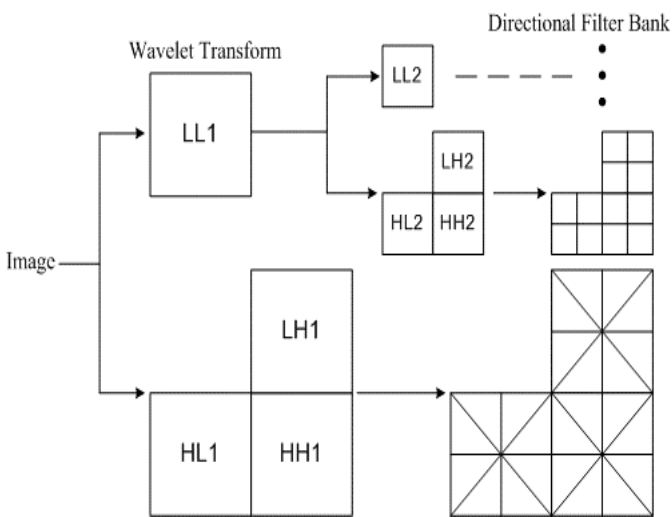 Directional Filter Bank
Wavelet Transform
LL2
LL1
LH2
HL2 HH2
Image
LH1
HL1 HH1